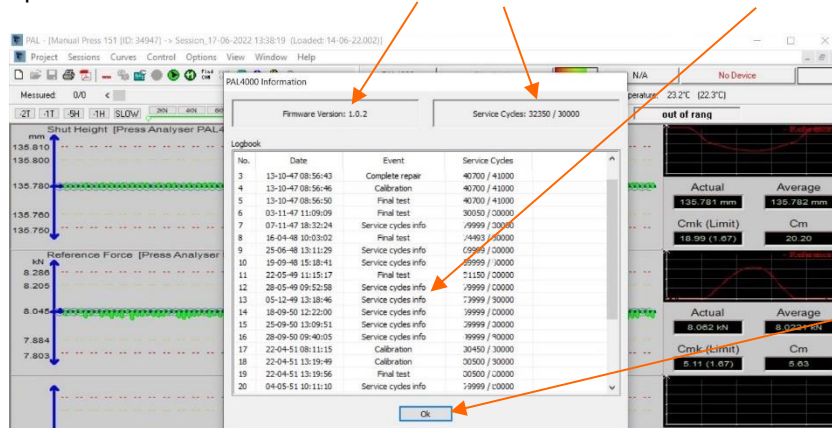 PAL - [Manual Press 151 [ID: 34947] -> Session_17-06-2022 13:38:19 (Loaded: 14-06-22.002)]
Project Sessions Curves Control Options View Window Help
N/A No Device
Messured: 0/0 < 23.2°C (22.3°C)
-2T -1T -5H -1H SLOW 20% 40% out of rang
PAL4000 Information
Firmware Version: 1.0.2 Service Cycles: 32350 / 30000
Logbook
No. Date Event Service Cycles
3 13-10-47 08:56:43 Complete repair 40700 / 41000
4 13-10-47 08:56:46 Calibration 40700 / 41000
5 13-10-47 08:56:50 Final test 40700 / 41000
6 03-11-47 11:09:09 Final test 30050 /
7 07-11-47 18:32:24 Service cycles info
8 16-04-48 10:03:02 Final test
9 25-06-48 13:11:29 Service cycles info
10 19-09-48 15:18:41 Service cycles info
11 22-05-49 11:15:17 Final test
12 28-05-49 09:52:58 Service cycles info
13 05-12-49 13:18:46 Service cycles info
14 18-09-50 12:22:00 Service cycles info
15 25-09-50 13:09:51 Service cycles info 39999 / 30000
16 28-09-50 09:40:05 Service cycles info
17 22-04-51 08:11:15 Calibration 30450 / 30000
18 22-04-51 13:19:49 Calibration 30500 / 30000
19 22-04-51 13:19:56 Final test
20 04-05-51 10:11:10 Service cycles info
Ok
Shut Height [Press Analyser PAL4
mm
136.810
135.800
135.780
135.760
135.750
Reference Force [Press Analyser
kN
8.286
8.205
8.045
7.884
7.803
- Reference
Actual Average
135.781 mm 135.782 mm
Cmk (Limit) Cm
18.99 (1.67) 20.20
- Reference
Actual Average
8.062 kN 8.0221 kN
Cmk (Limit) Cm
5.11 (1.67) 5.63